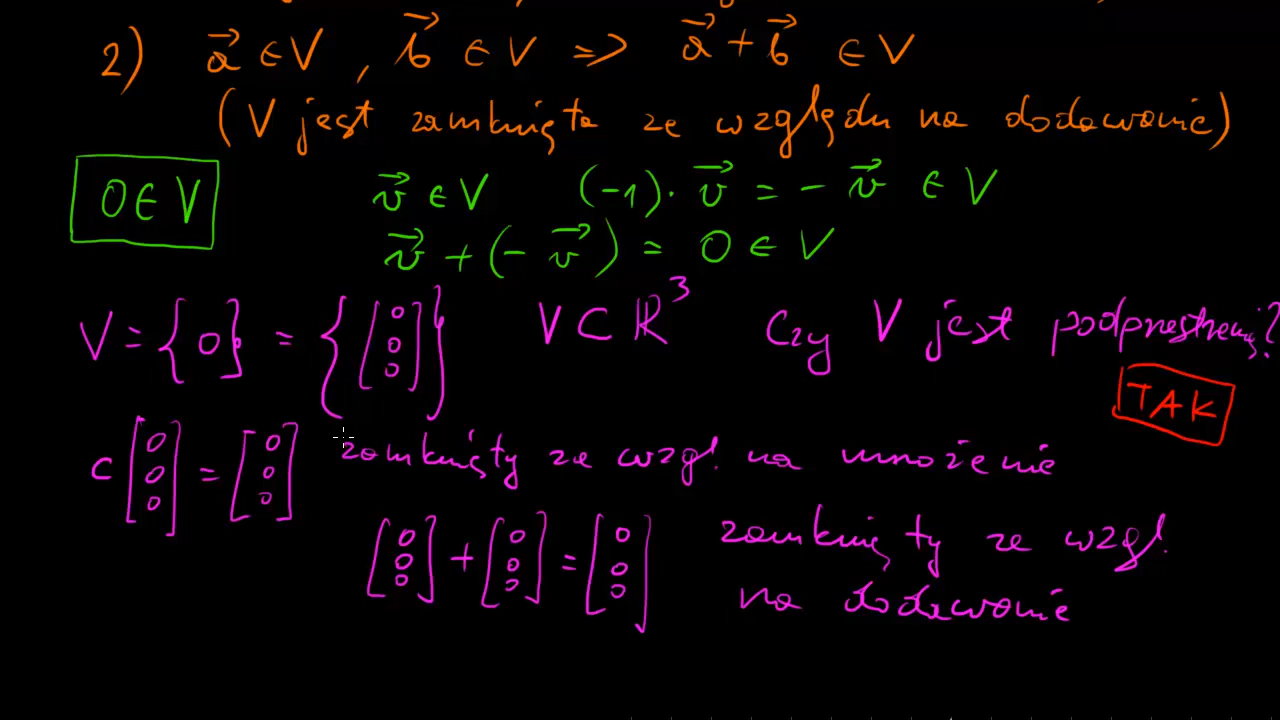 2) a⃗ ∈ V , b⃗ ∈ V => a⃗ + b⃗ ∈ V
(V jest zamknięta ze względu na dodawanie)
0 ∈ V
v⃗ ∈ V (-1) · v⃗ = - v⃗ ∈ V
v⃗ + (- v⃗) = 0 ∈ V
V = {0} = {[0 0 0]} V ⊂ ℝ³ Czy V jest podprzestrzenią?
TAK
c [0 0 0] = [0 0 0] zamknięty ze wzgl. na mnożenie
[0 0 0] + [0 0 0] = [0 0 0] zamknięty ze wzgl.
na dodawanie